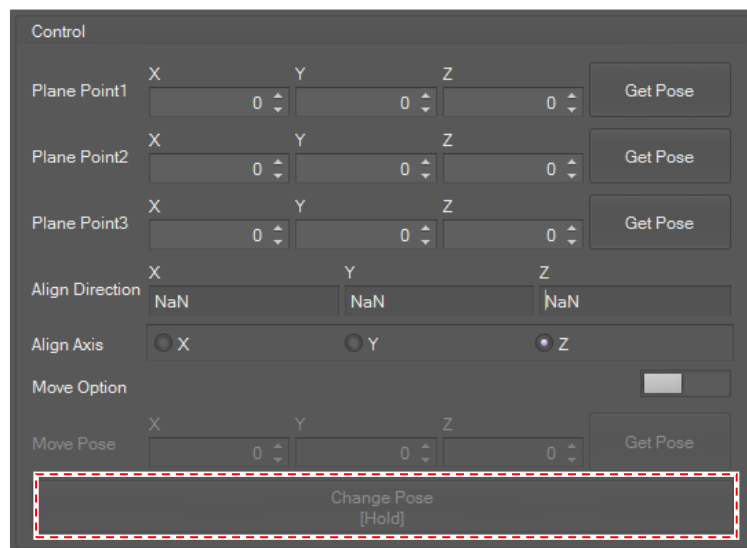 Control
X Y Z
Plane Point1 0 0 0 Get Pose
X Y Z
Plane Point2 0 0 0 Get Pose
X Y Z
Plane Point3 0 0 0 Get Pose
X Y Z
Align Direction NaN NaN NaN
Align Axis X Y Z
Move Option
X Y Z
Move Pose 0 0 0 Get Pose
Change Pose
[Hold]